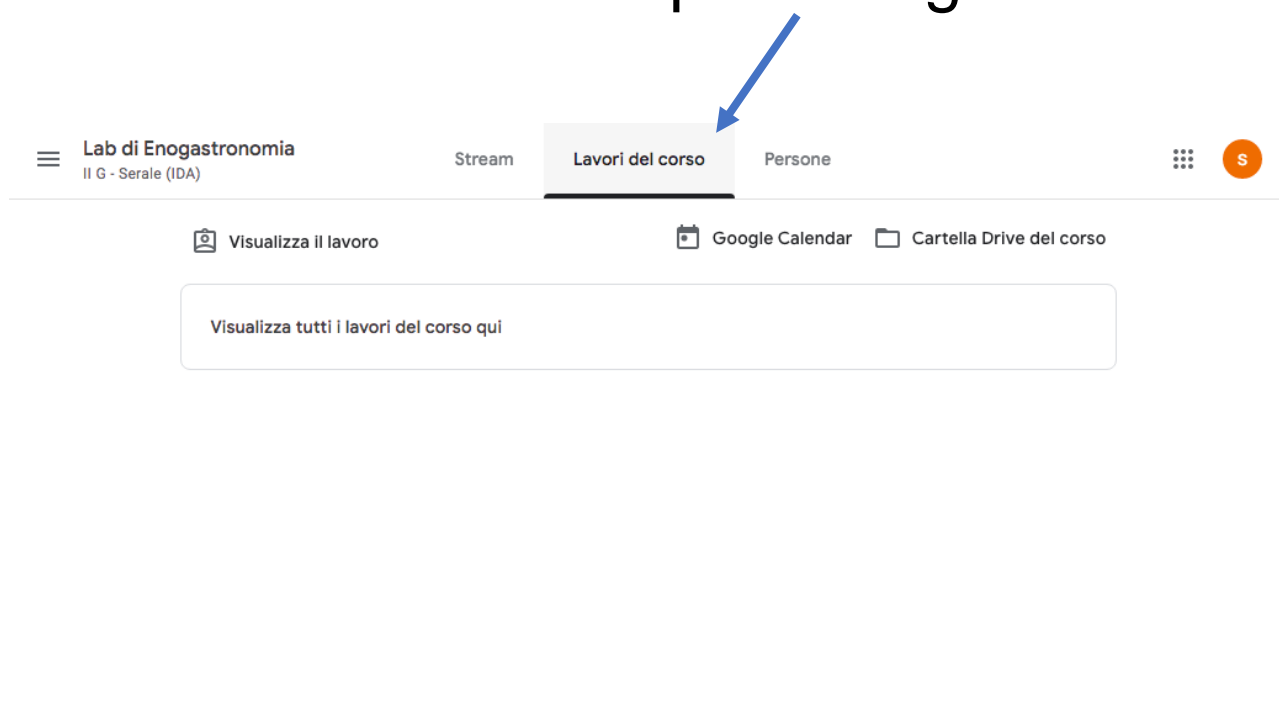 Lab di Enogastronomia
II G - Serale (IDA)
Stream
Lavori del corso
Persone
S
Visualizza il lavoro
Google Calendar
Cartella Drive del corso
Visualizza tutti i lavori del corso qui